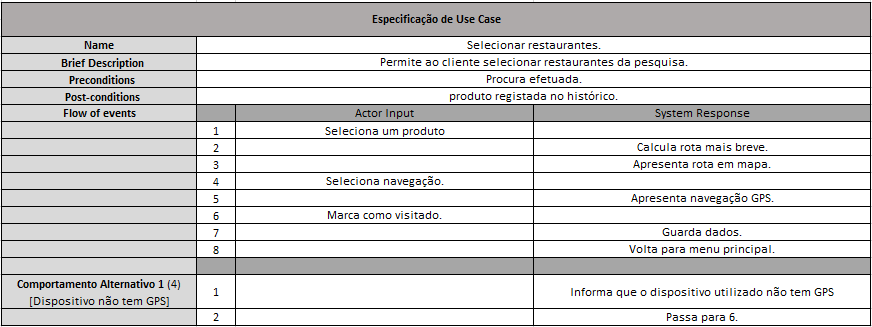 Especificação de Use Case
Name Selecionar restaurantes.
Brief Description Permite ao cliente selecionar restaurantes da pesquisa.
Preconditions Procura efetuada.
Post-conditions produto registada no histórico.
Flow of events Actor Input System Response
1 Seleciona um produto
2 Calcula rota mais breve.
3 Apresenta rota em mapa.
4 Seleciona navegação.
5 Apresenta navegação GPS.
6 Marca como visitado.
7 Guarda dados.
8 Volta para menu principal.
Comportamento Alternativo 1 (4)
[Dispositivo não tem GPS] 1 Informa que o dispositivo utilizado não tem GPS
2 Passa para 6.